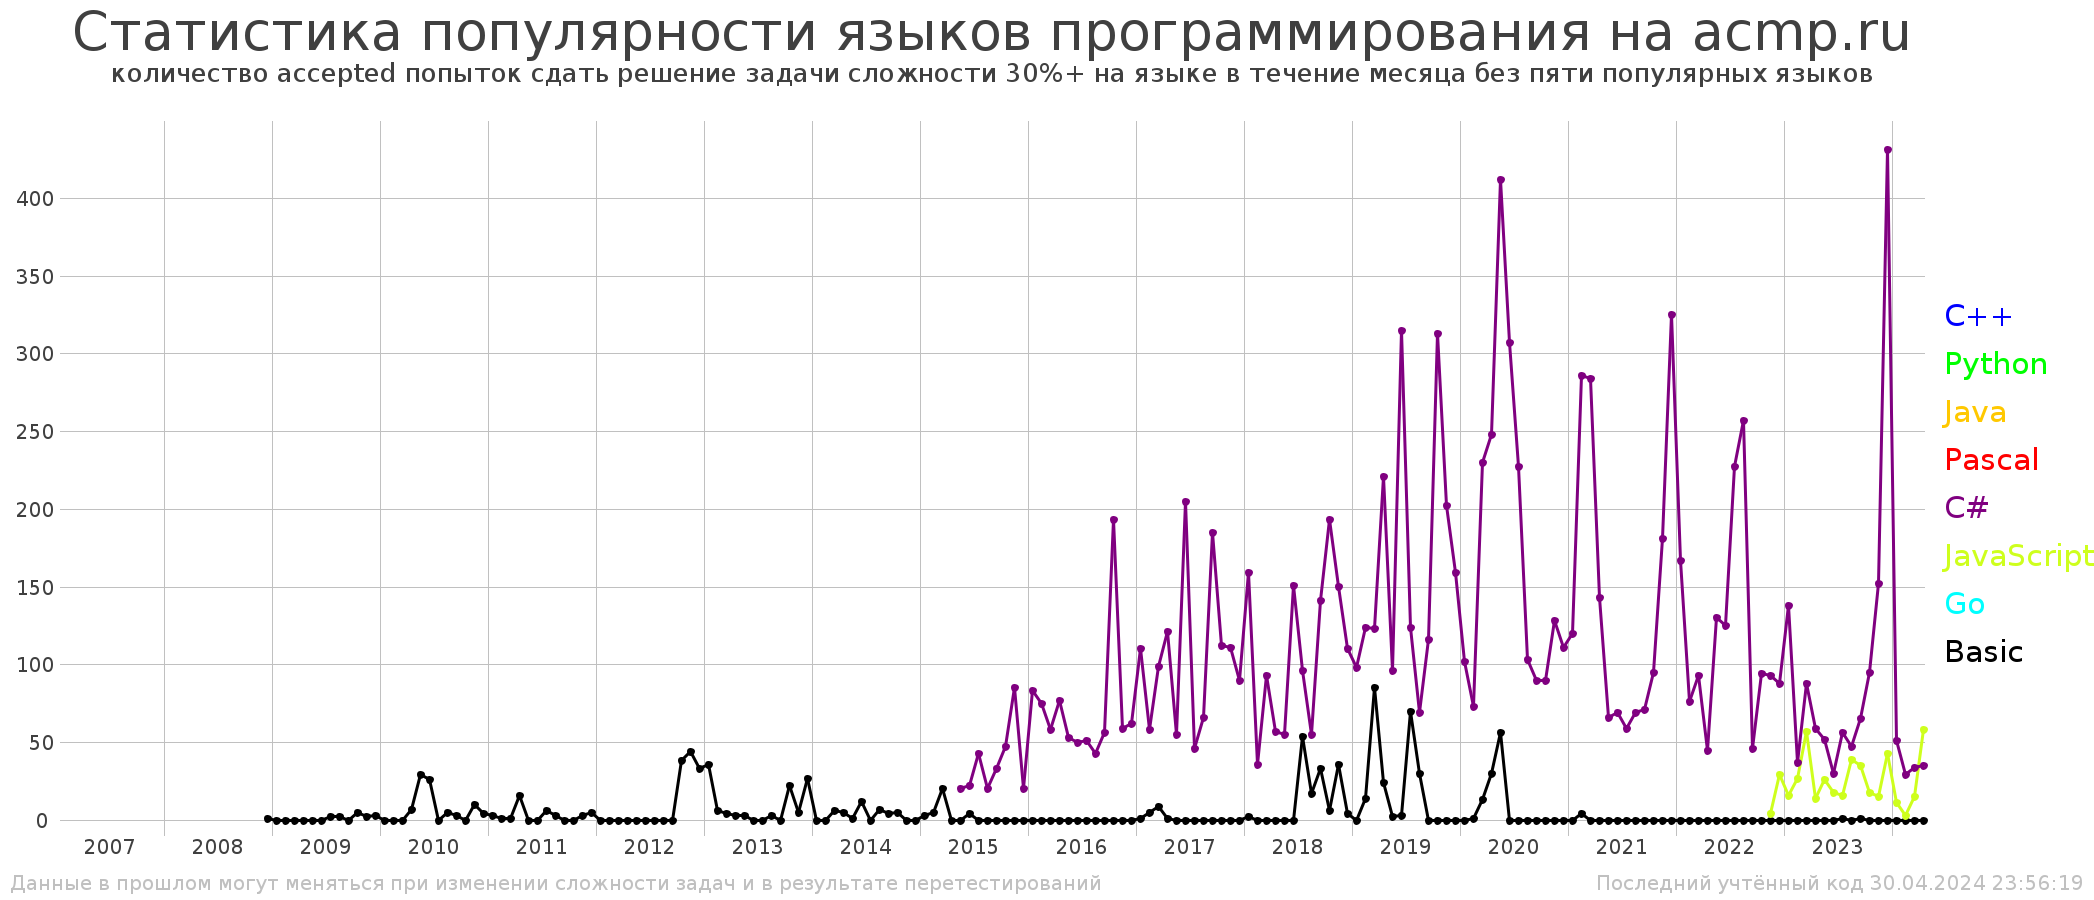 Статистика популярности языков программирования на acmp.ru
количество accepted попыток сдать решение задачи сложности 30%+ на языке в течение месяца без пяти популярных языков
400
350
300
250
200
150
100
50
0
C++
Python
Java
Pascal
C#
JavaScript
Go
Basic
2007 2008 2009 2010 2011 2012 2013 2014 2015 2016 2017 2018 2019 2020 2021 2022 2023
Данные в прошлом могут меняться при изменении сложности задач и в результате перетестирований
Последний учтённый код 30.04.2024 23:56:19